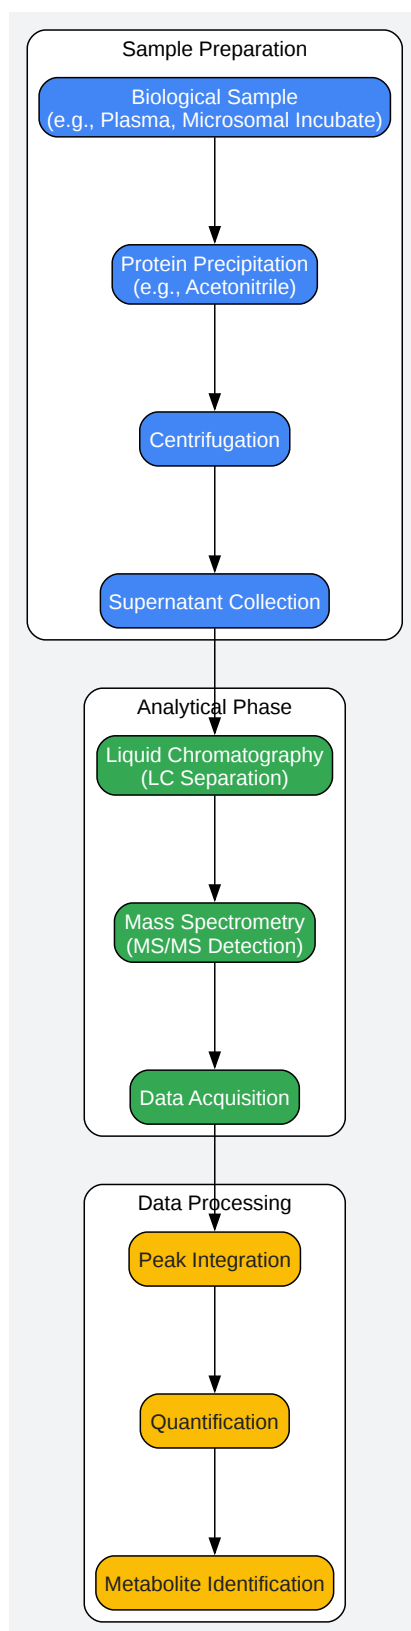 Sample Preparation
Biological Sample
(e.g., Plasma, Microsomal Incubate)
Protein Precipitation
(e.g., Acetonitrile)
Centrifugation
Supernatant Collection
Analytical Phase
Liquid Chromatography
(LC Separation)
Mass Spectrometry
(MS/MS Detection)
Data Acquisition
Data Processing
Peak Integration
Quantification
Metabolite Identification